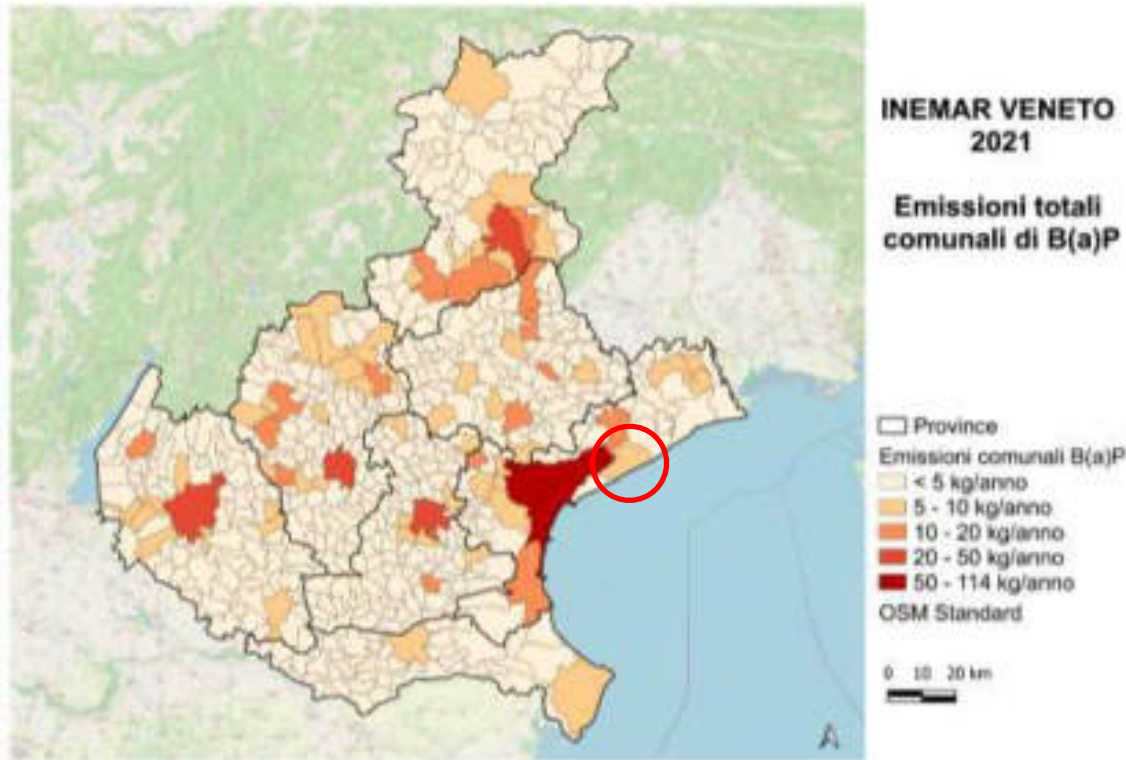 INEMAR VENETO
2021
Emissioni totali
comunali di B(a)P
Province
Emissioni comunali B(a)P
< 5 kg/anno
5 - 10 kg/anno
10 - 20 kg/anno
20 - 50 kg/anno
50 - 114 kg/anno
OSM Standard
0 10 20 km